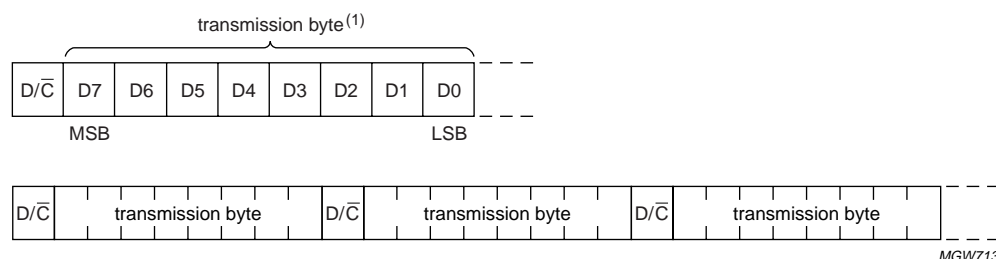 transmission byte(1)
D/C̅ D7 D6 D5 D4 D3 D2 D1 D0
MSB LSB
D/C̅ transmission byte D/C̅ transmission byte D/C̅ transmission byte
MGW713